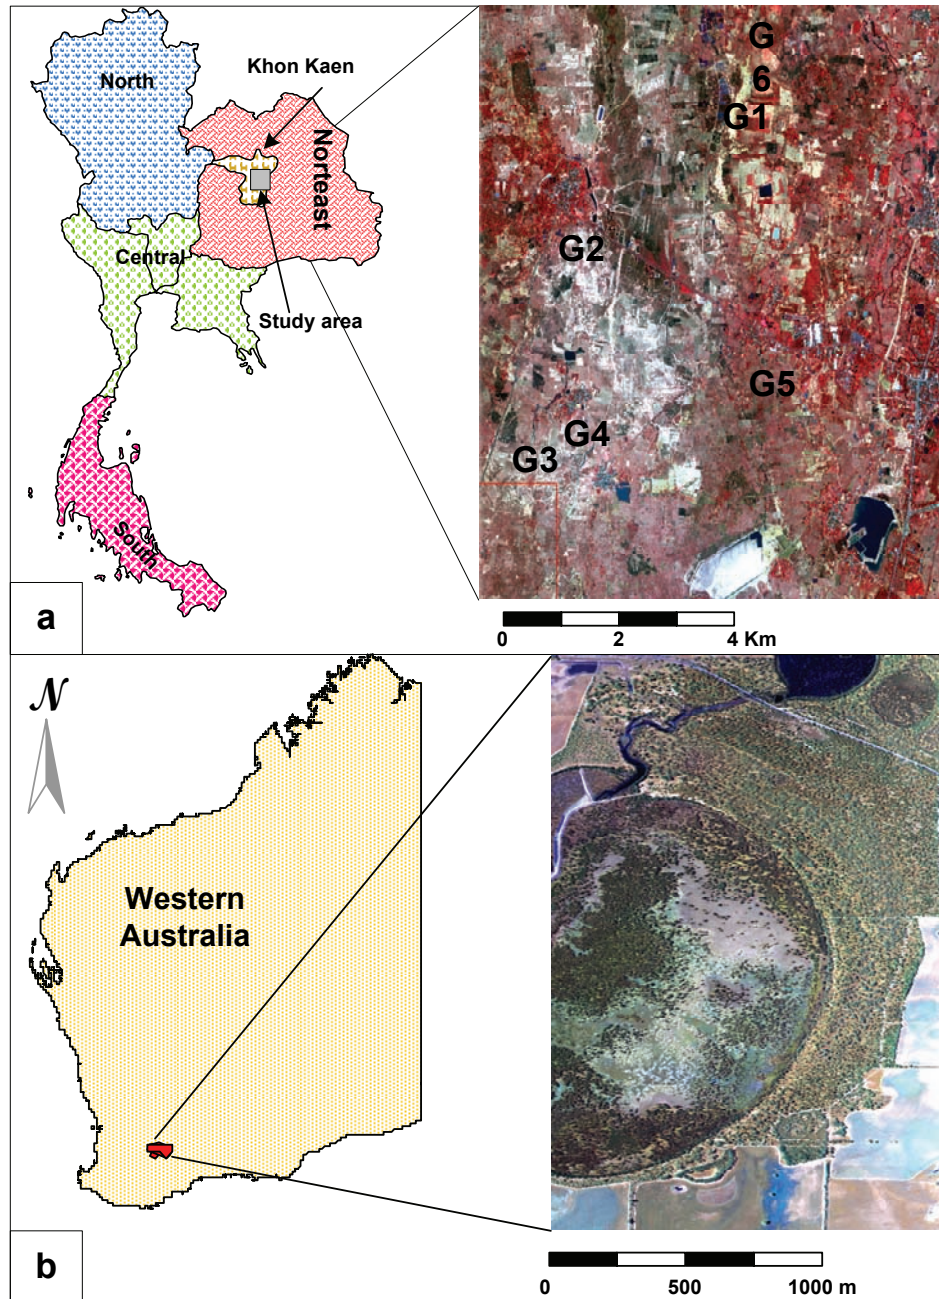 Khon Kaen
North
Norteast
Central
Study area
South
G
6
G1
G2
G5
G4
G3
a
0 2 4 Km
N
Western
Australia
b
0 500 1000 m